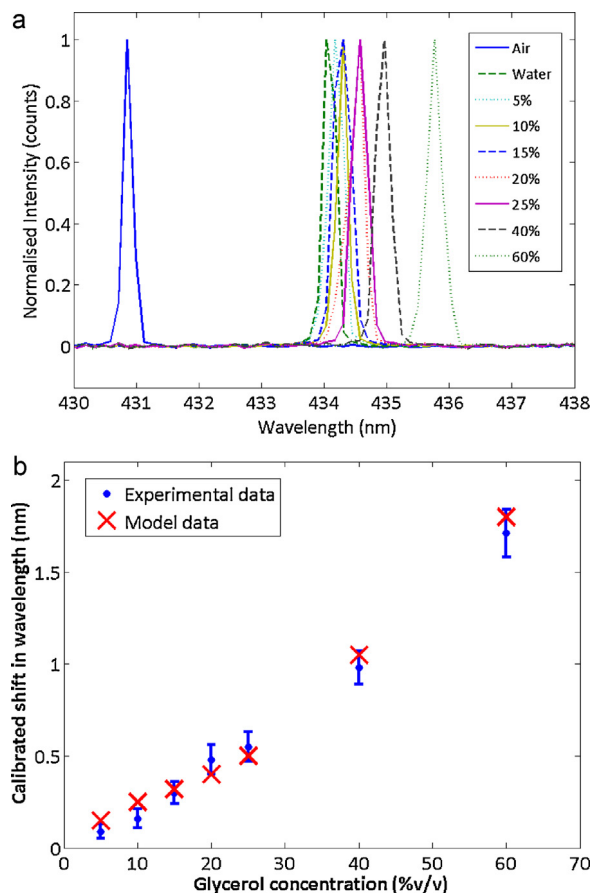 a
Normalised Intensity (counts)
1
0.8
0.6
0.4
0.2
0
Air
Water
5%
10%
15%
20%
25%
40%
60%
430 431 432 433 434 435 436 437 438
Wavelength (nm)
b
Calibrated shift in wavelength (nm)
2
1.5
1
0.5
0
Experimental data
Model data
0 10 20 30 40 50 60 70
Glycerol concentration (%v/v)